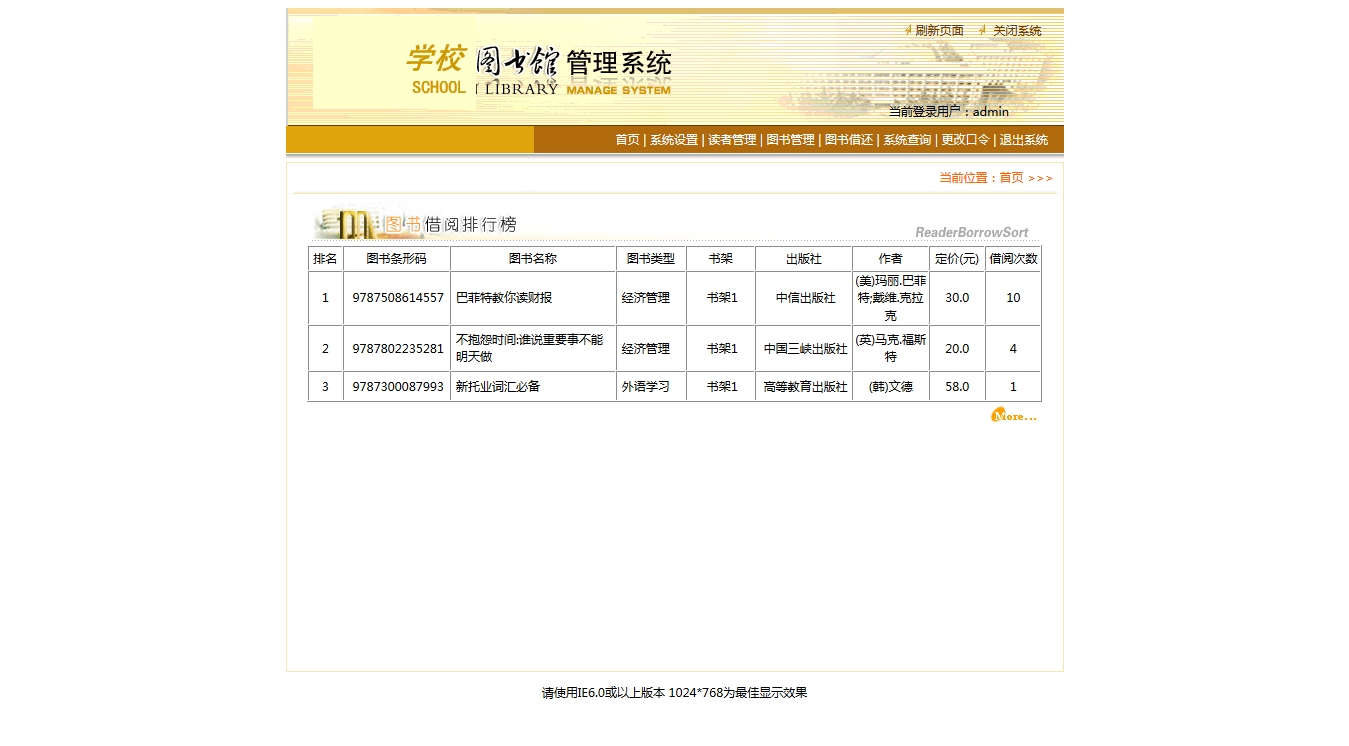 刷新页面 关闭系统
学校 图书馆 管理系统
SCHOOL LIBRARY MANAGE SYSTEM
当前登录用户：admin
首页 | 系统设置 | 读者管理 | 图书管理 | 图书借还 | 系统查询 | 更改口令 | 退出系统
当前位置：首页 >>>
图书借阅排行榜
ReaderBorrowSort
排名 图书条形码 图书名称 图书类型 书架 出版社 作者 定价(元) 借阅次数
1 9787508614557 巴菲特教你读财报 经济管理 书架1 中信出版社 (美)玛丽.巴菲
特;戴维.克拉
克 30.0 10
2 9787802235281 不抱怨时间:谁说重要事不能
明天做 经济管理 书架1 中国三峡出版社 (英)马克.福斯
特 20.0 4
3 9787300087993 新托业词汇必备 外语学习 书架1 高等教育出版社 (韩)文德 58.0 1
More...
请使用IE6.0或以上版本 1024*768为最佳显示效果